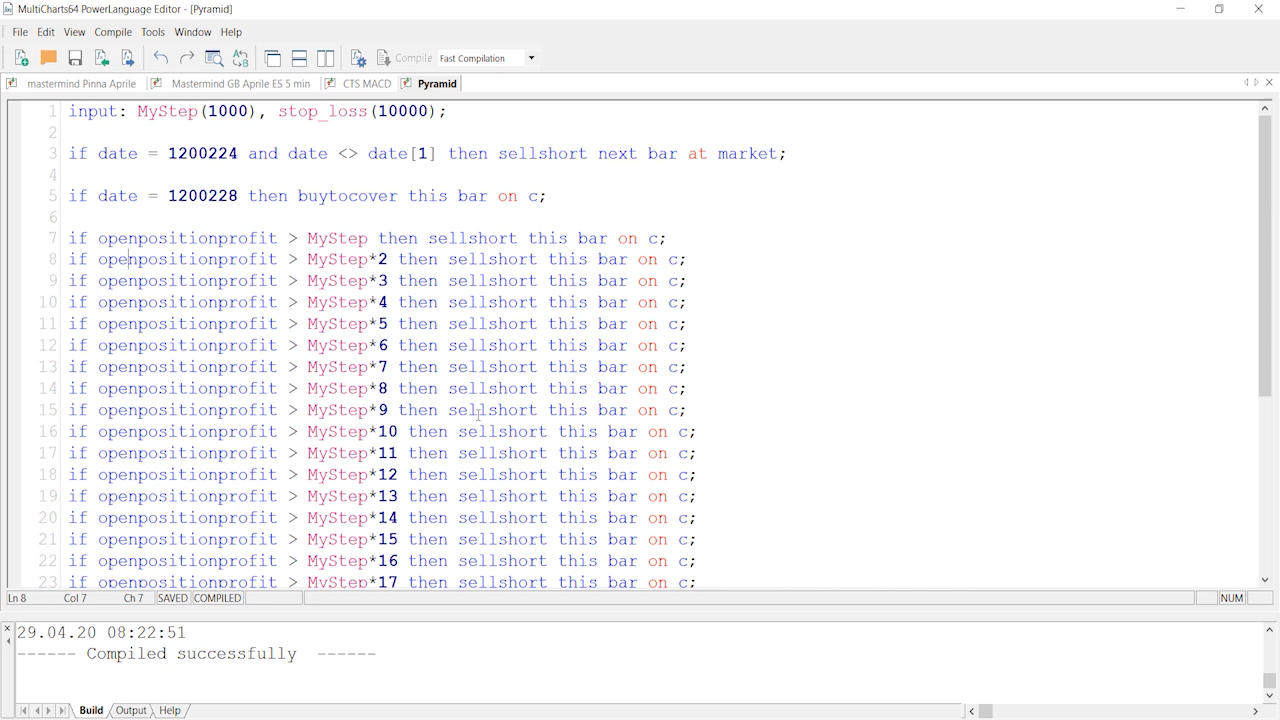 MultiCharts64 PowerLanguage Editor - [Pyramid]
File Edit View Compile Tools Window Help
Compile Fast Compilation
mastermind Pinna Aprile Mastermind GB Aprile ES 5 min CTS MACD Pyramid
1 input: MyStep(1000), stop_loss(10000);
2
3 if date = 1200224 and date <> date[1] then sellshort next bar at market;
4
5 if date = 1200228 then buytocover this bar on c;
6
7 if openpositionprofit > MyStep then sellshort this bar on c;
8 if openpositionprofit > MyStep*2 then sellshort this bar on c;
9 if openpositionprofit > MyStep*3 then sellshort this bar on c;
10 if openpositionprofit > MyStep*4 then sellshort this bar on c;
11 if openpositionprofit > MyStep*5 then sellshort this bar on c;
12 if openpositionprofit > MyStep*6 then sellshort this bar on c;
13 if openpositionprofit > MyStep*7 then sellshort this bar on c;
14 if openpositionprofit > MyStep*8 then sellshort this bar on c;
15 if openpositionprofit > MyStep*9 then sellshort this bar on c;
16 if openpositionprofit > MyStep*10 then sellshort this bar on c;
17 if openpositionprofit > MyStep*11 then sellshort this bar on c;
18 if openpositionprofit > MyStep*12 then sellshort this bar on c;
19 if openpositionprofit > MyStep*13 then sellshort this bar on c;
20 if openpositionprofit > MyStep*14 then sellshort this bar on c;
21 if openpositionprofit > MyStep*15 then sellshort this bar on c;
22 if openpositionprofit > MyStep*16 then sellshort this bar on c;
23 if openpositionprofit > MyStep*17 then sellshort this bar on c;
Ln 8 Col 7 Ch 7 SAVED COMPILED NUM
29.04.20 08:22:51
------ Compiled successfully ------
Build Output Help